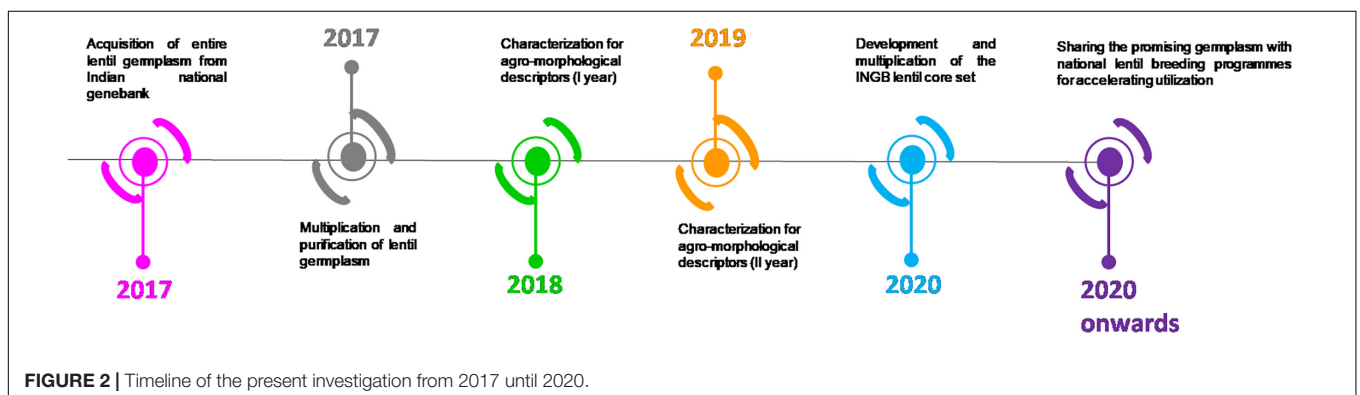 Acquisition of entire
lentil germplasm from
Indian national
genebank
2017
2017
Multiplication and
purification of lentil
germplasm
Characterization for
agro-morphological
descriptors (I year)
2018
2019
Characterization for
agro-morphological
descriptors (II year)
Development and
multiplication of the
INGB lentil core set
2020
Sharing the promising germplasm with
national lentil breeding programmes
for accelerating utilization
2020
onwards
FIGURE 2 | Timeline of the present investigation from 2017 until 2020.